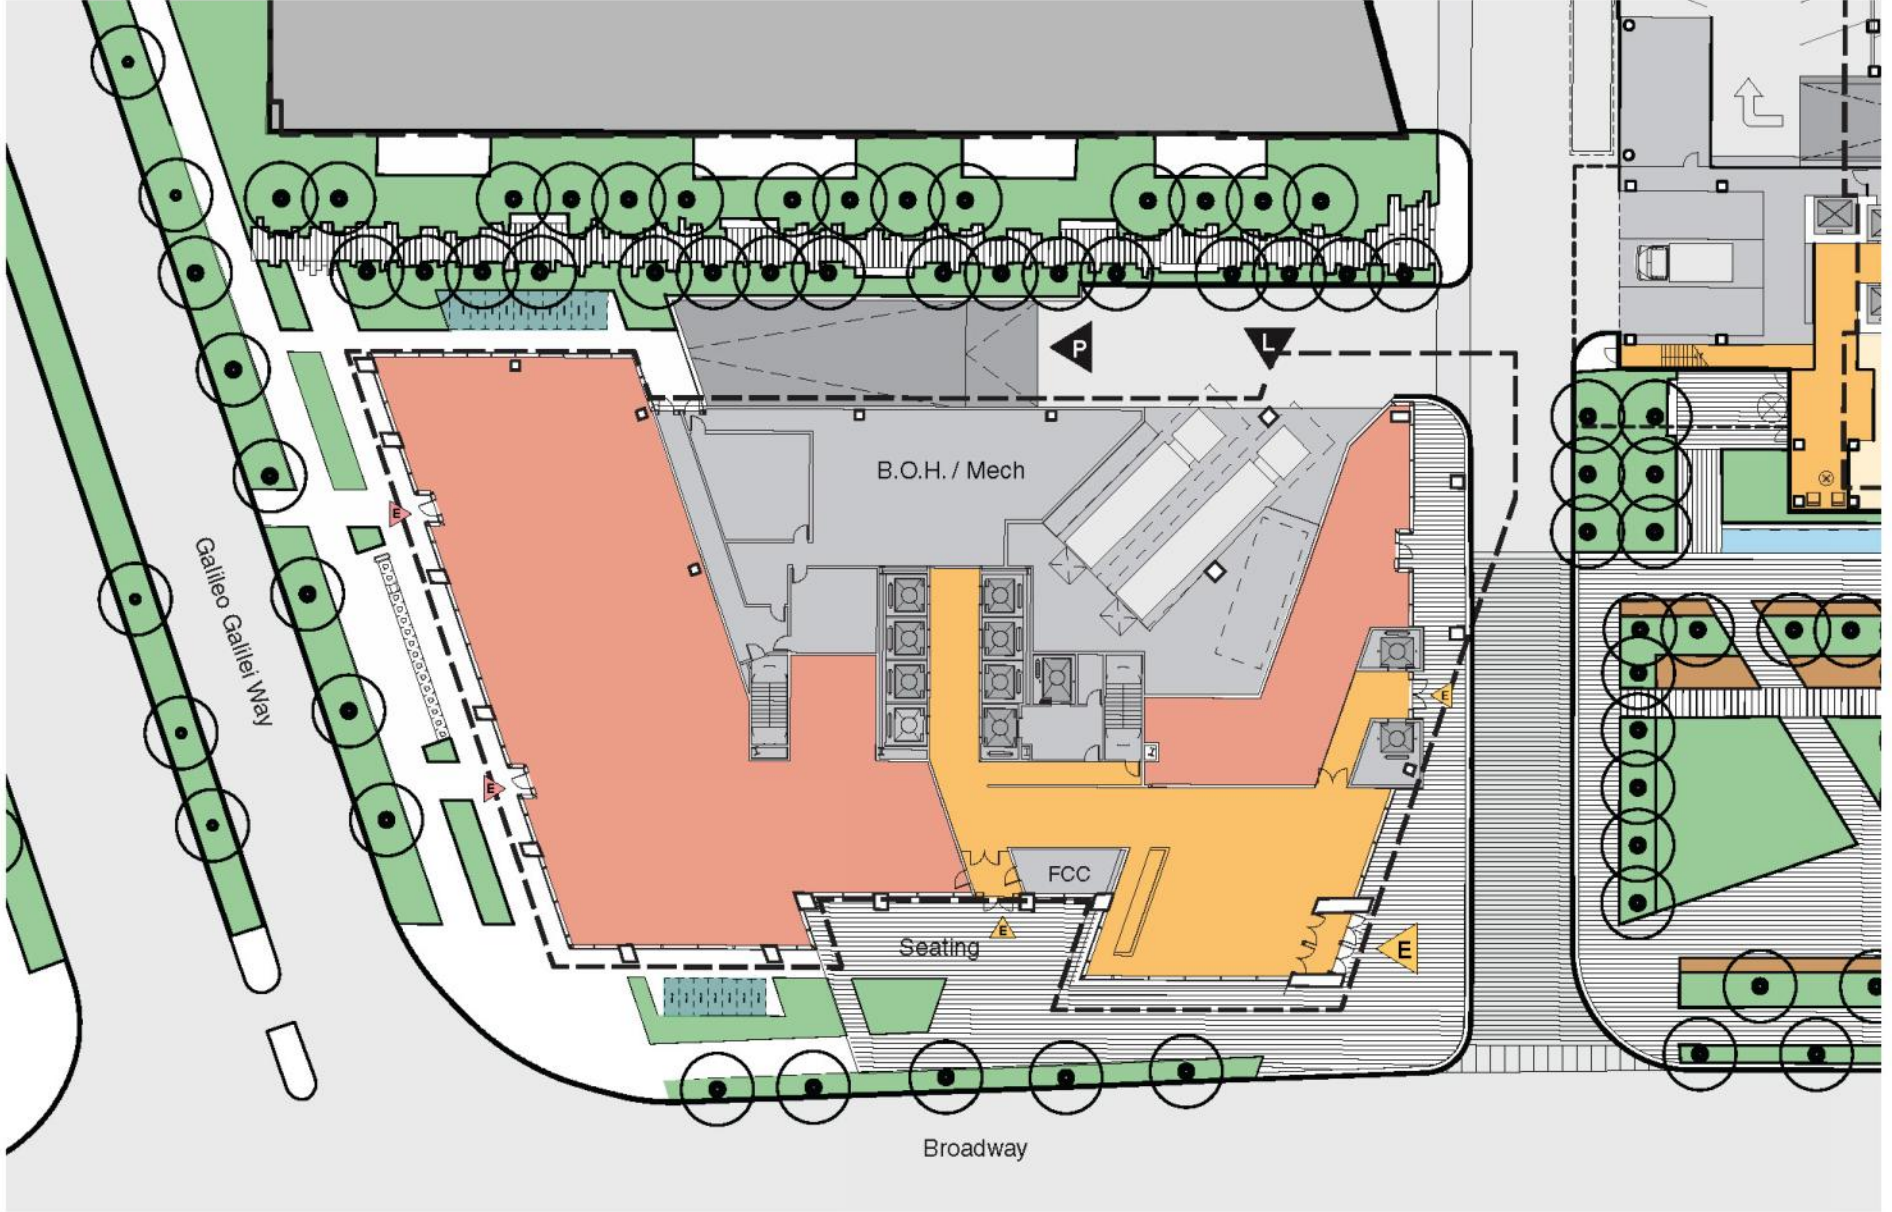 P
L
B.O.H. / Mech
E
Galileo Galilei Way
E
E
FCC
E
Seating
E
Broadway